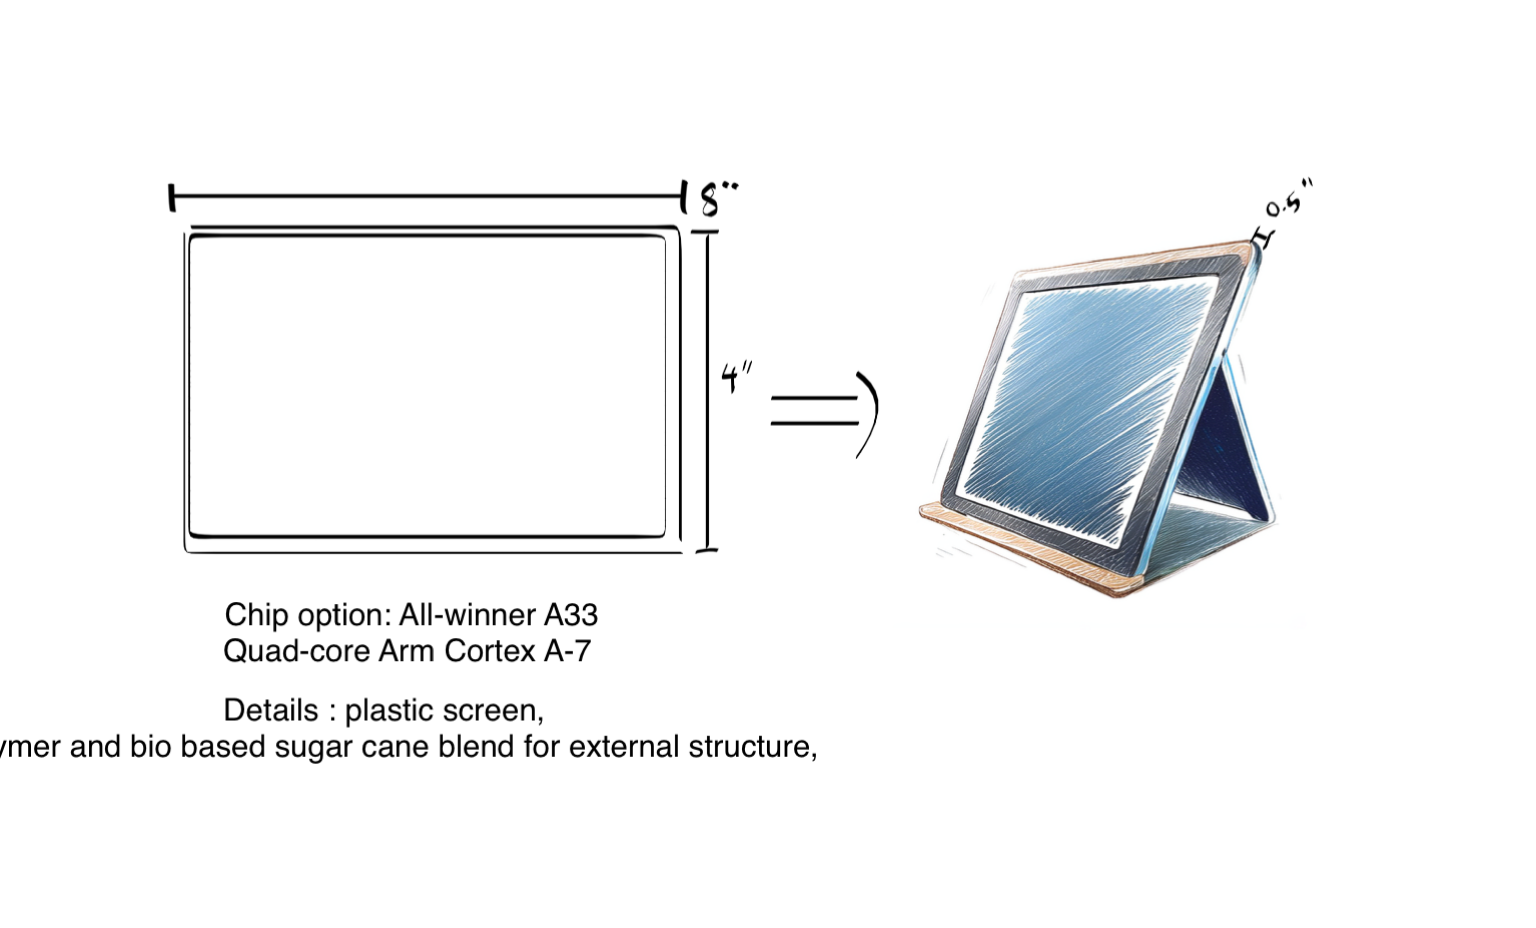 8"
4"
0.5"
Chip option: All-winner A33
Quad-core Arm Cortex A-7
Details : plastic screen,
and bio based sugar cane blend for external structure,